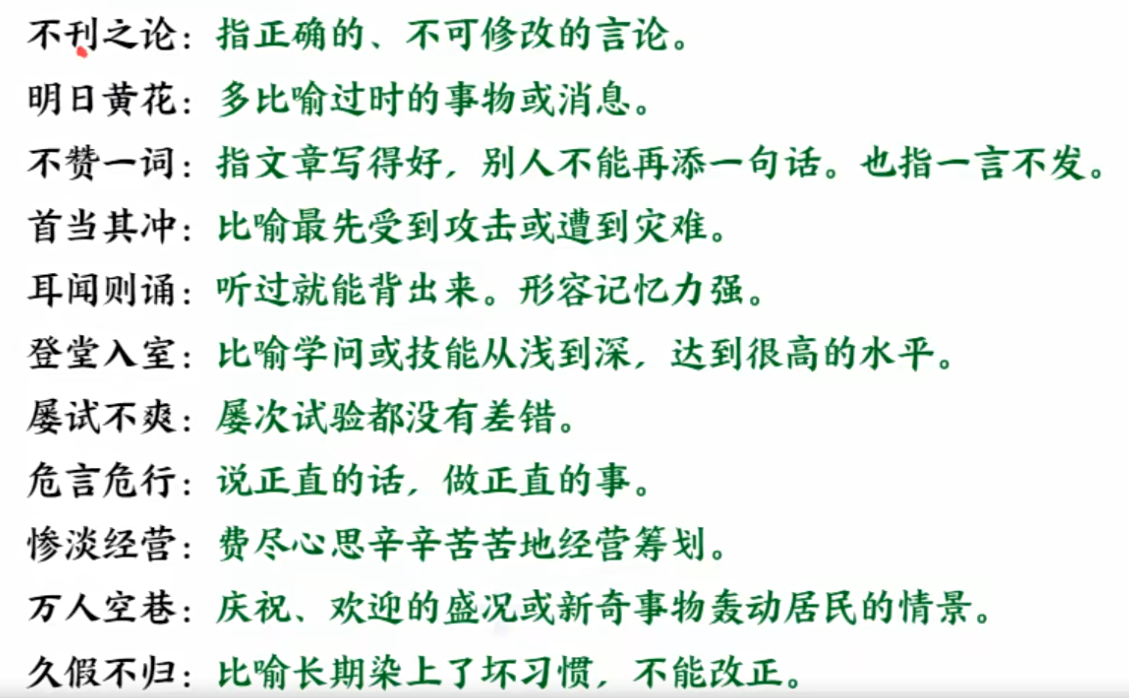 不刊之论：指正确的、不可修改的言论。
明日黄花：多比喻过时的事物或消息。
不赞一词：指文章写得好，别人不能再添一句话。也指一言不发。
首当其冲：比喻最先受到攻击或遭到灾难。
耳闻则诵：听过就能背出来。形容记忆力强。
登堂入室：比喻学问或技能从浅到深，达到很高的水平。
屡试不爽：屡次试验都没有差错。
危言危行：说正直的话，做正直的事。
惨淡经营：费尽心思辛辛苦苦地经营筹划。
万人空巷：庆祝、欢迎的盛况或新奇事物轰动居民的情景。
久假不归：比喻长期染上了坏习惯，不能改正。